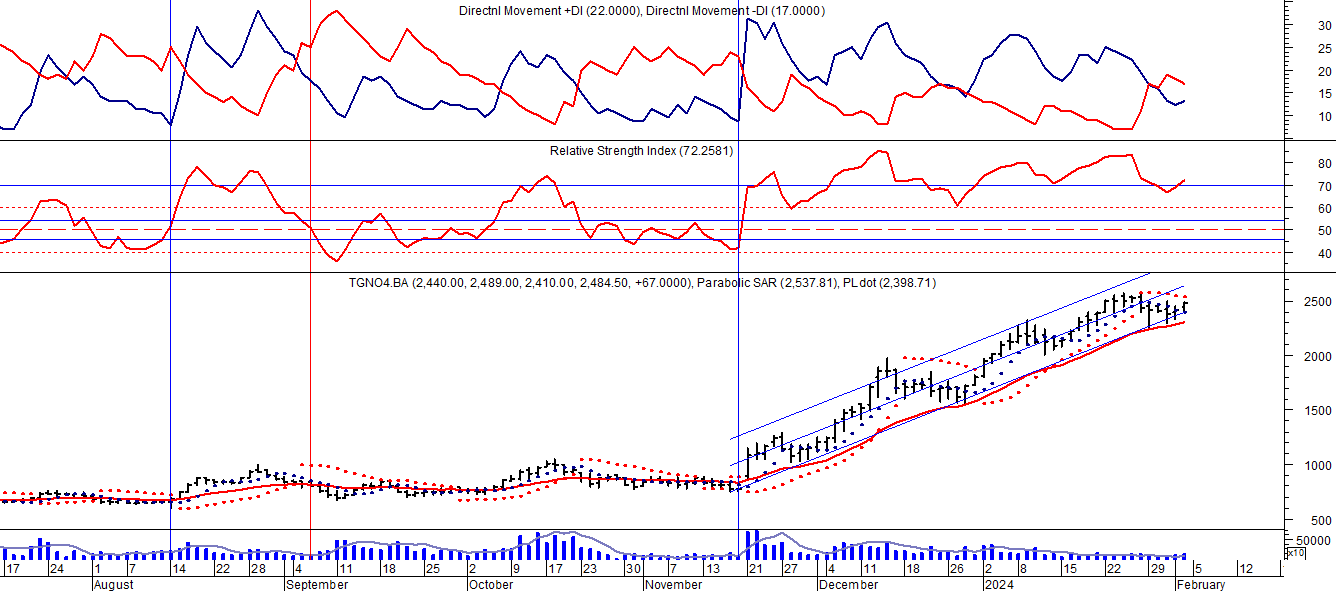 Directnl Movement +DI (22.0000), Directnl Movement -DI (17.0000)
30
25
20
15
10
Relative Strength Index (72.2581)
80
70
60
50
40
TGNO4.BA (2,440.00, 2,489.00, 2,410.00, 2,484.50, +67.0000), Parabolic SAR (2,537.81), PLdot (2,398.71)
2500
2000
1500
1000
500
50000
x10
17 24 1 7 14 22 28 4 11 18 25 2 9 17 23 30 7 13 21 27 4 11 18 26 2 8 15 22 29 5 12
August September October November December 2024 February